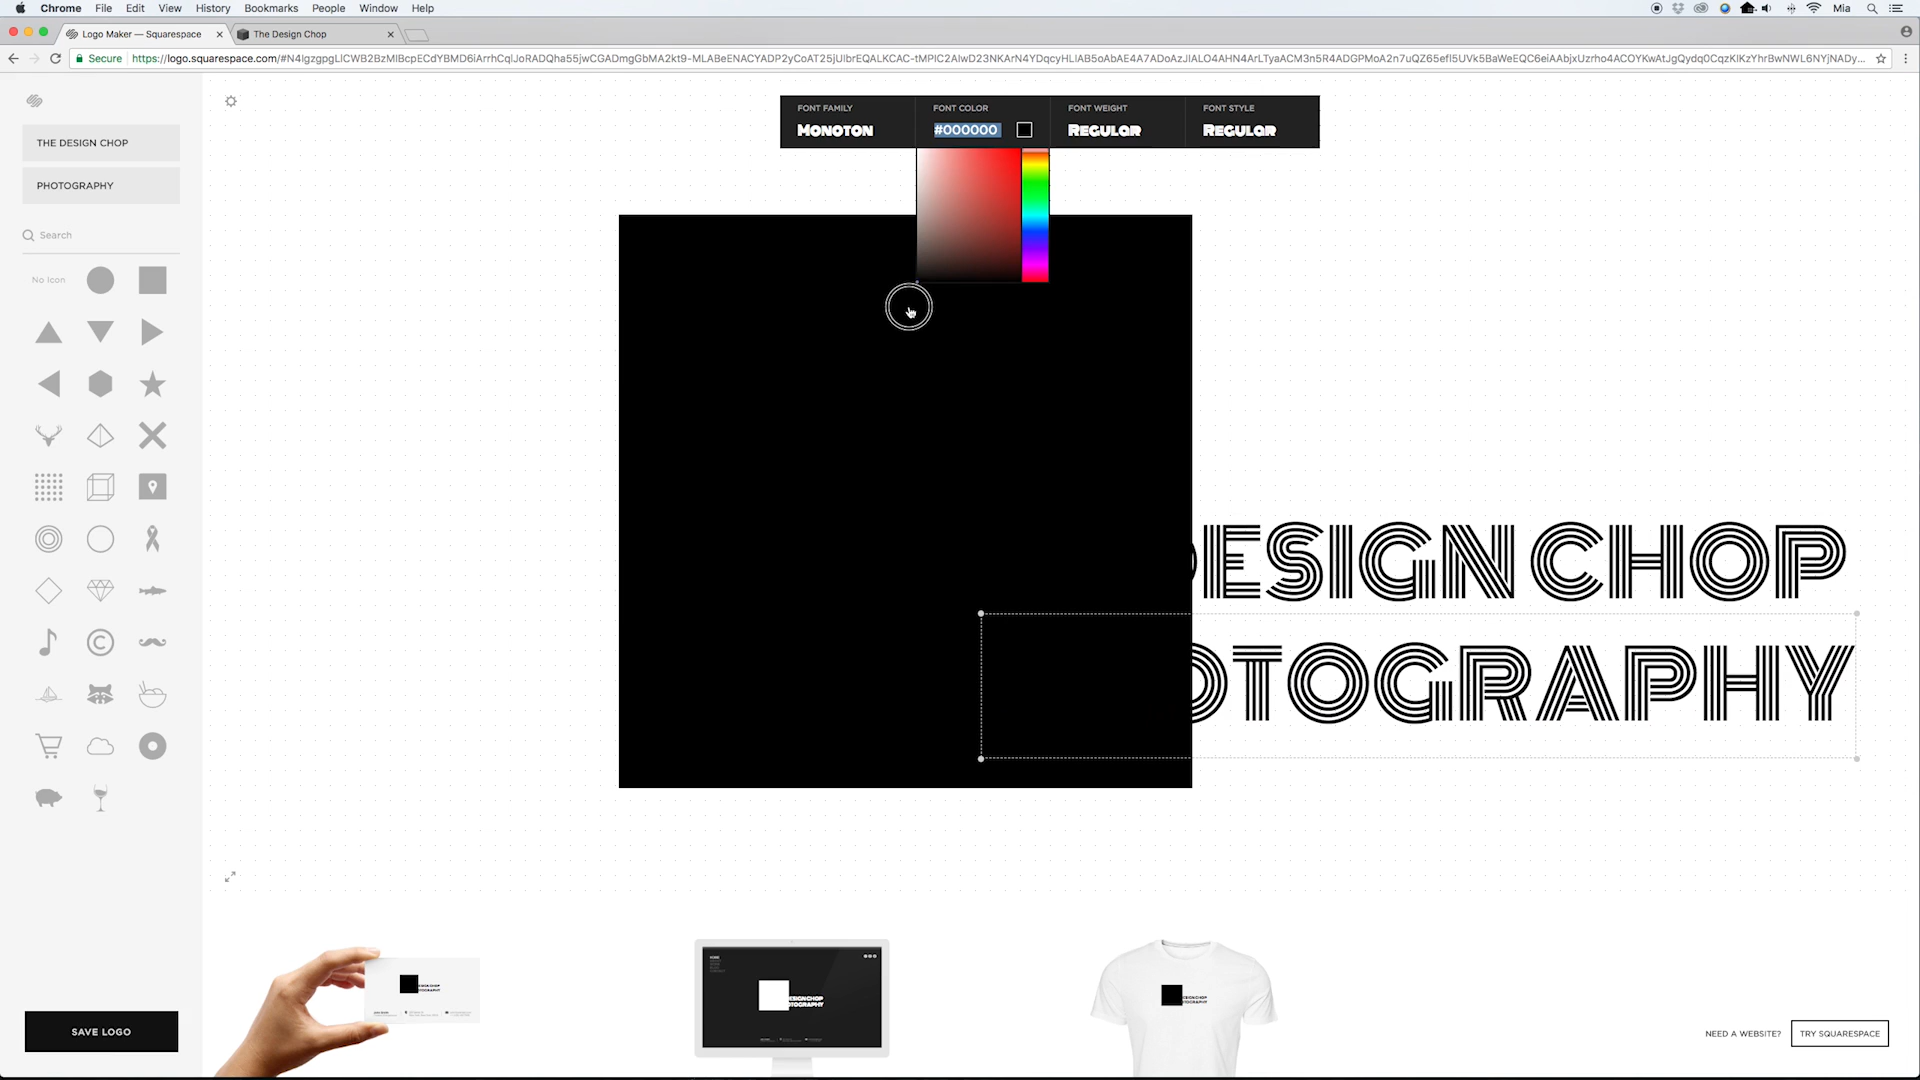 Chrome File Edit View History Bookmarks People Window Help Mia
Logo Maker — Squarespace The Design Chop
Secure
FONT FAMILY FONT COLOR FONT WEIGHT FONT STYLE
MONOTON #000000 REGULAR REGULAR
THE DESIGN CHOP
PHOTOGRAPHY
Search
No Icon
ESIGN CHOP
OTOGRAPHY
SAVE LOGO
NEED A WEBSITE? TRY SQUARESPACE